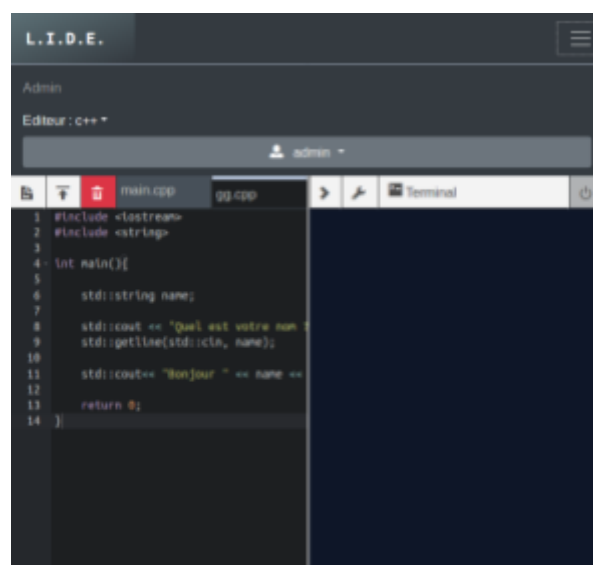 L.I.D.E.
Admin
Editeur : c++
admin
main.cpp gg.cpp Terminal
1 #include <iostream>
2 #include <string>
3
4 int main(){
5
6 std::string name;
7
8 std::cout << "Quel est votre nom ?
9 std::getline(std::cin, name);
10
11 std::cout<< "Bonjour " << name <<
12
13 return 0;
14 }